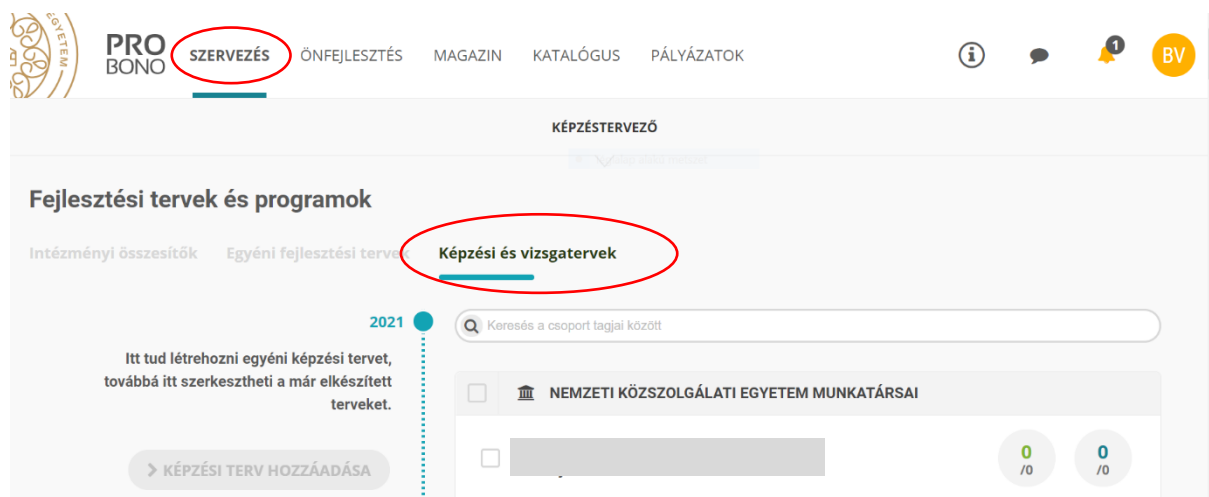 EGYETEM
PRO
BONO
SZERVEZÉS ÖNFEJLESZTÉS MAGAZIN KATALÓGUS PÁLYÁZATOK
i
1
BV
KÉPZÉSTERVEZŐ
Fejlesztési tervek és programok
Intézményi összesítők Egyéni fejlesztési tervek Képzési és vizsgatervek
2021
Keresés a csoport tagjai között
Itt tud létrehozni egyéni képzési tervet,
továbbá itt szerkesztheti a már elkészített
terveket.
NEMZETI KÖZSZOLGÁLATI EGYETEM MUNKATÁRSAI
> KÉPZÉSI TERV HOZZÁADÁSA
0 0
/0 /0